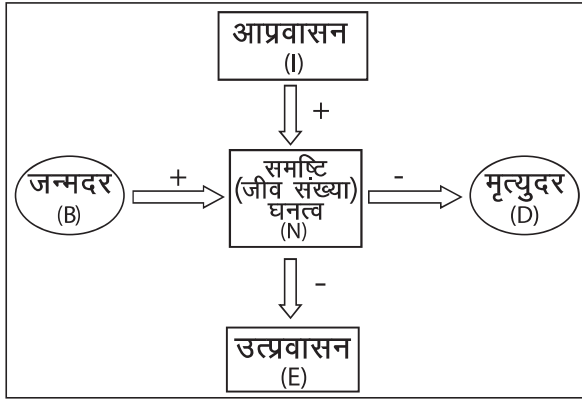 आप्रवासन
(I)
+
जन्मदर
(B)
+
समष्टि
(जीव संख्या)
घनत्व
(N)
-
मृत्युदर
(D)
-
उत्प्रवासन
(E)